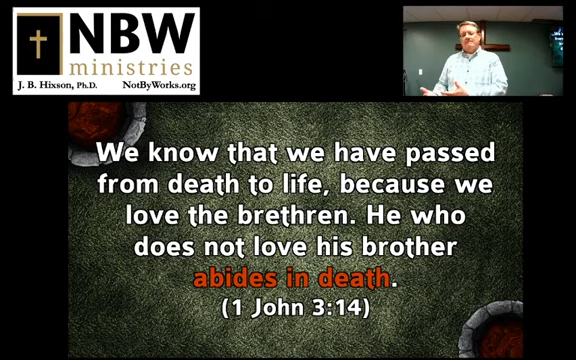 NBW
ministries
J. B. Hixson, Ph.D. NotByWorks.org
We know that we have passed
from death to life, because we
love the brethren. He who
does not love his brother
abides in death.
(1 John 3:14)